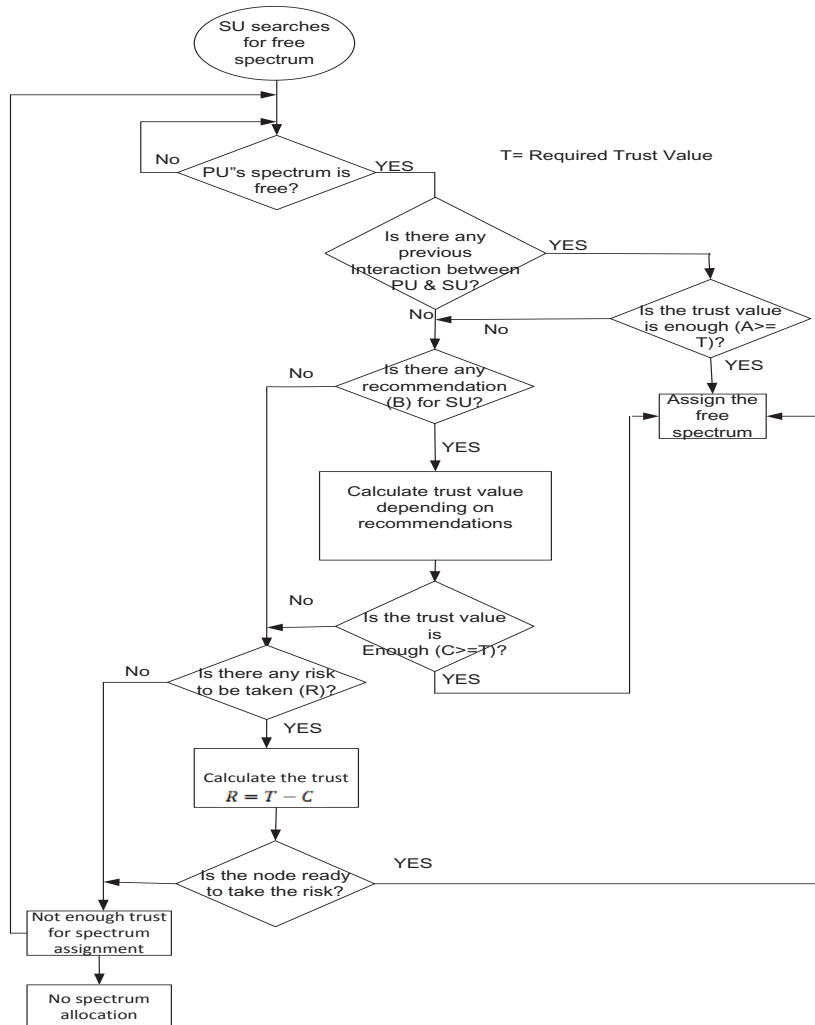 SU searches
for free
spectrum
No
PU"s spectrum is
free?
YES
T= Required Trust Value
Is there any
previous
Interaction between
PU & SU?
YES
No
No
Is the trust value
is enough (A>=
T)?
YES
Assign the
free
spectrum
No
Is there any
recommendation
(B) for SU?
YES
Calculate trust value
depending on
recommendations
No
Is the trust value
is
Enough (C>=T)?
YES
No
Is there any risk
to be taken (R)?
YES
Calculate the trust
R = T − C
Is the node ready
to take the risk?
YES
Not enough trust
for spectrum
assignment
No spectrum
allocation